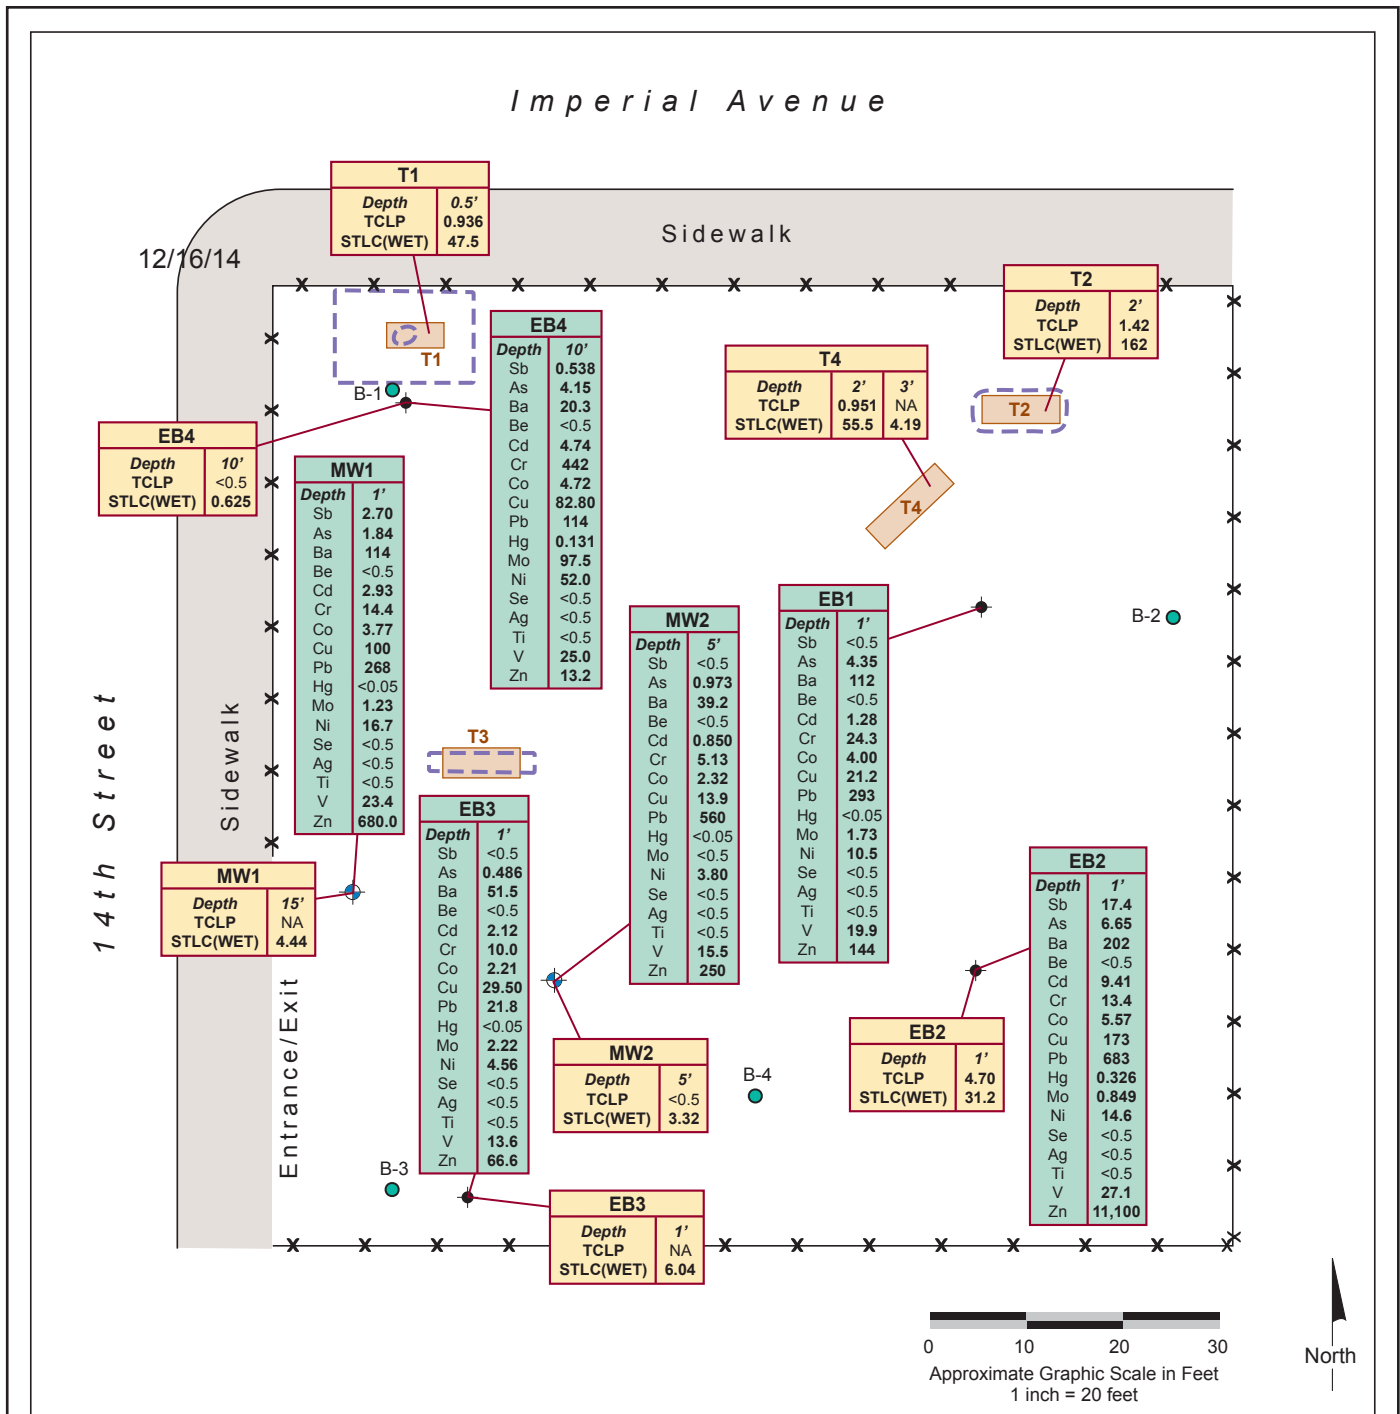 Imperial Avenue
T1
Depth 0.5'
TCLP 0.936
STLC(WET) 47.5
Sidewalk
12/16/14
T2
Depth 2'
TCLP 1.42
STLC(WET) 162
T1
EB4
Depth 10'
Sb 0.538
As 4.15
Ba 20.3
Be <0.5
Cd 4.74
Cr 442
Co 4.72
Cu 82.80
Pb 114
Hg 0.131
Mo 97.5
Ni 52.0
Se <0.5
Ag <0.5
Ti <0.5
V 25.0
Zn 13.2
T4
Depth 2' 3'
TCLP 0.951 NA
STLC(WET) 55.5 4.19
B-1
T2
EB4
Depth 10'
TCLP <0.5
STLC(WET) 0.625
MW1
Depth 1'
Sb 2.70
As 1.84
Ba 114
Be <0.5
Cd 2.93
Cr 14.4
Co 3.77
Cu 100
Pb 268
Hg <0.05
Mo 1.23
Ni 16.7
Se <0.5
Ag <0.5
Ti <0.5
V 23.4
Zn 680.0
T4
MW2
Depth 5'
Sb <0.5
As 0.973
Ba 39.2
Be <0.5
Cd 0.850
Cr 5.13
Co 2.32
Cu 13.9
Pb 560
Hg <0.05
Mo <0.5
Ni 3.80
Se <0.5
Ag <0.5
Ti <0.5
V 15.5
Zn 250
EB1
Depth 1'
Sb <0.5
As 4.35
Ba 112
Be <0.5
Cd 1.28
Cr 24.3
Co 4.00
Cu 21.2
Pb 293
Hg <0.05
Mo 1.73
Ni 10.5
Se <0.5
Ag <0.5
Ti <0.5
V 19.9
Zn 144
B-2
14th Street
Sidewalk
T3
EB3
Depth 1'
Sb <0.5
As 0.486
Ba 51.5
Be <0.5
Cd 2.12
Cr 10.0
Co 2.21
Cu 29.50
Pb 21.8
Hg <0.05
Mo 2.22
Ni 4.56
Se <0.5
Ag <0.5
Ti <0.5
V 13.6
Zn 66.6
EB2
Depth 1'
Sb 17.4
As 6.65
Ba 202
Be <0.5
Cd 9.41
Cr 13.4
Co 5.57
Cu 173
Pb 683
Hg 0.326
Mo 0.849
Ni 14.6
Se <0.5
Ag <0.5
Ti <0.5
V 27.1
Zn 11,100
MW1
Depth 15'
TCLP NA
STLC(WET) 4.44
Entrance/Exit
EB2
Depth 1'
TCLP 4.70
STLC(WET) 31.2
MW2
Depth 5'
TCLP <0.5
STLC(WET) 3.32
B-4
B-3
EB3
Depth 1'
TCLP NA
STLC(WET) 6.04
0 10 20 30
Approximate Graphic Scale in Feet
1 inch = 20 feet
North